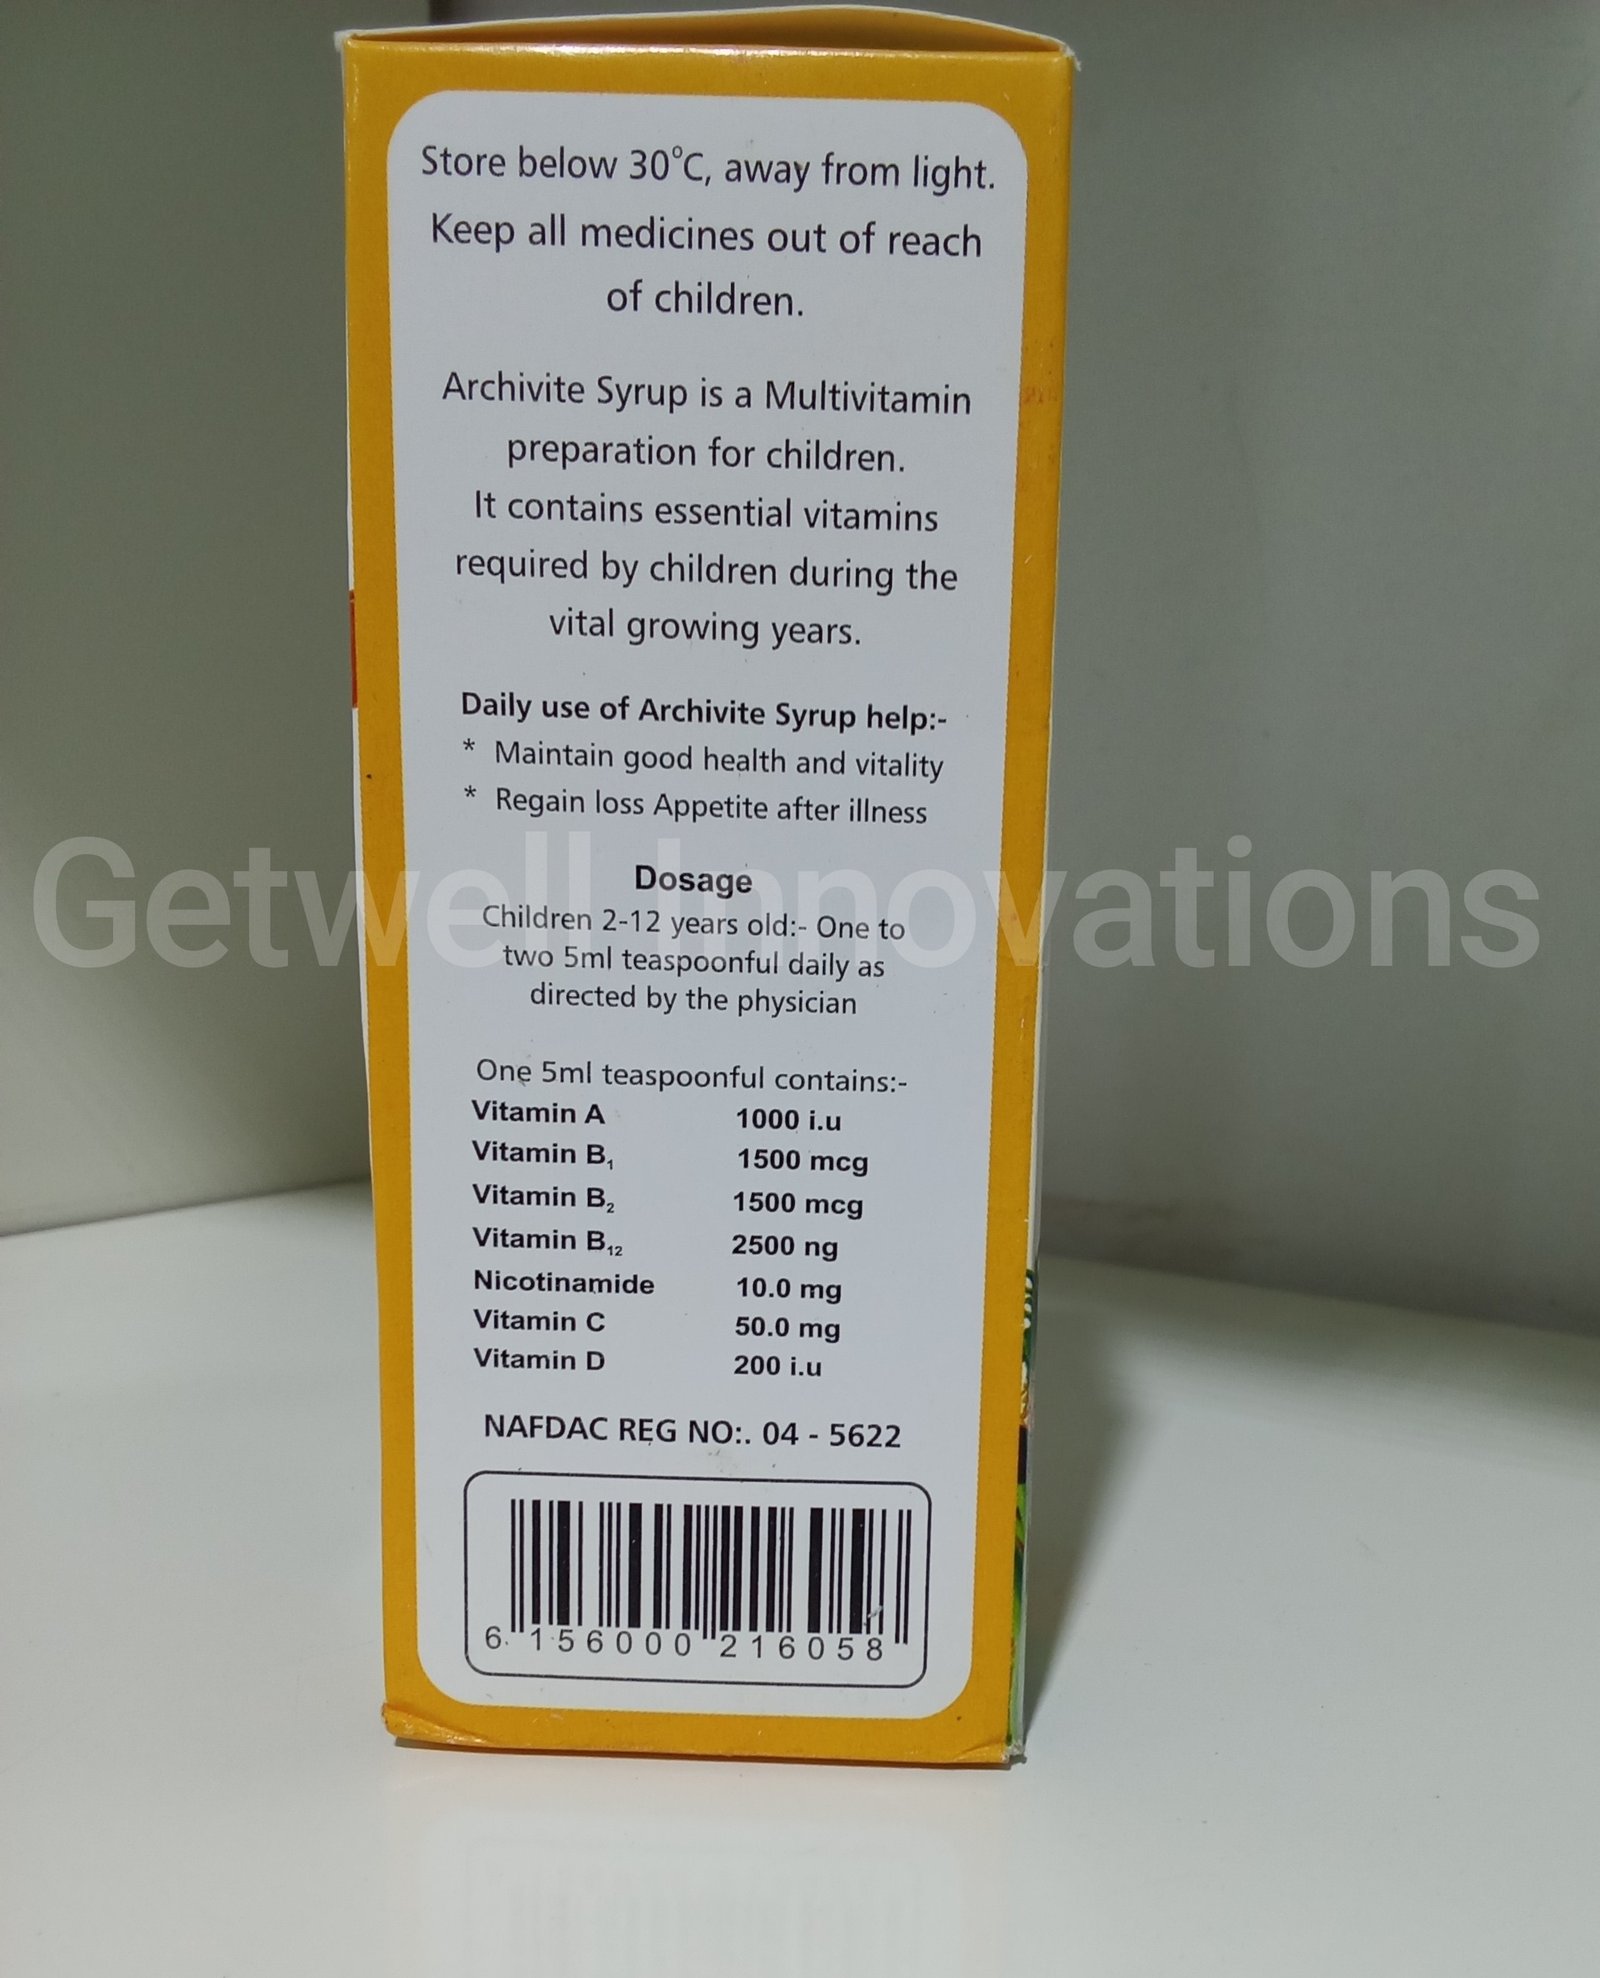 Store below 30°C, away from light.
Keep all medicines out of reach
of children.
Archivite Syrup is a Multivitamin
preparation for children.
It contains essential vitamins
required by children during the
vital growing years.
Daily use of Archivite Syrup help:-
* Maintain good health and vitality
* Regain loss Appetite after illness
Getwell Innovations
Dosage
Children 2-12 years old:- One to
two 5ml teaspoonful daily as
directed by the physician
One 5ml teaspoonful contains:-
Vitamin A 1000 i.u
Vitamin B₁ 1500 mcg
Vitamin B₂ 1500 mcg
Vitamin B₁₂ 2500 ng
Nicotinamide 10.0 mg
Vitamin C 50.0 mg
Vitamin D 200 i.u
NAFDAC REG NO:. 04 - 5622
6 156000 216058